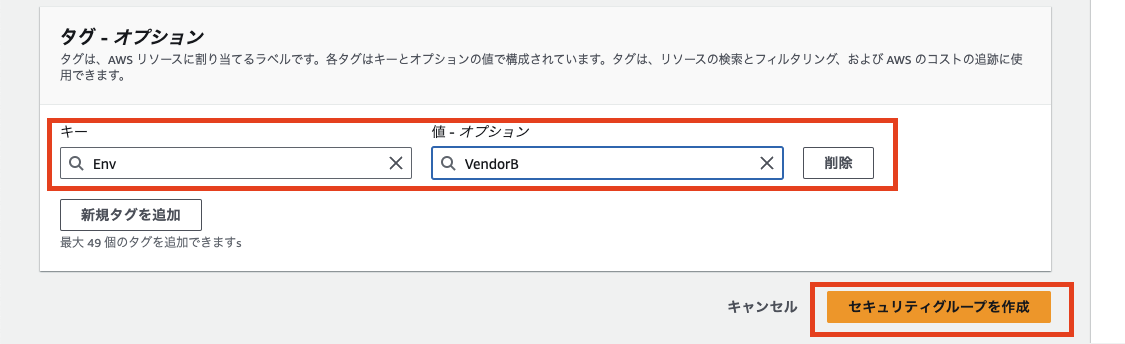 タグ - オプション
タグは、AWS リソースに割り当てるラベルです。各タグはキーとオプションの値で構成されています。タグは、リソースの検索とフィルタリング、および AWS のコストの追跡に使
用できます。
キー
値 - オプション
Env
VendorB
削除
新規タグを追加
最大 49 個のタグを追加できますs
キャンセル
セキュリティグループを作成